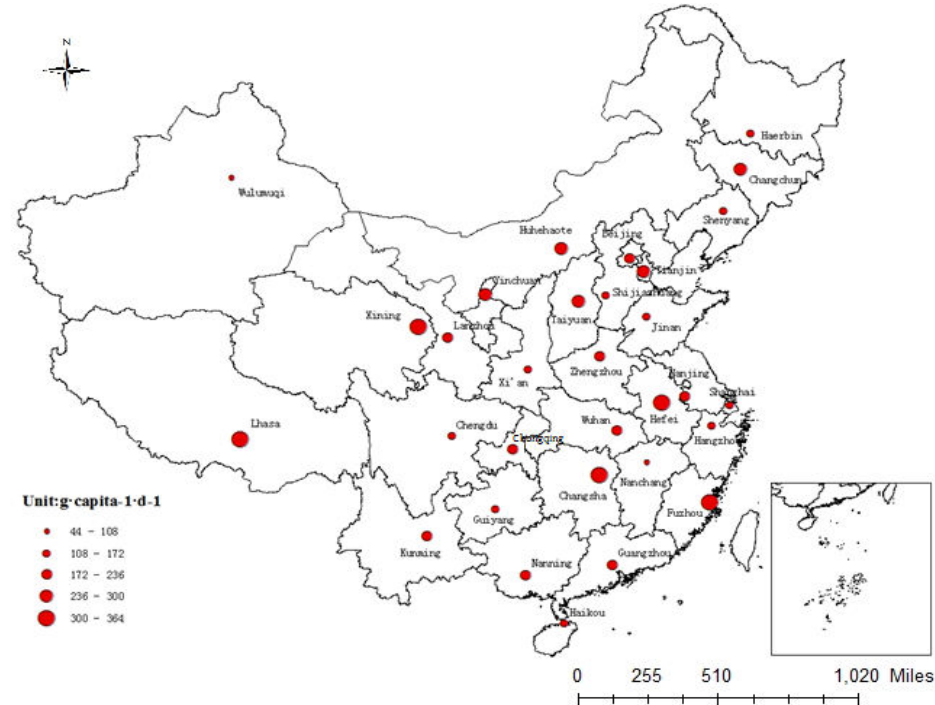 N
Haerbin
Changchun
Wulumuqi
Shenyang
Huhehaote
Beijing
Tianjin
Yinchuan
Shijiazhuang
Xining
Taiyuan
Lanzhou
Jinan
Zhengzhou
Nanjing
Xi'an
Shanghai
Lhasa
Chengdu
Wuhan
Hefei
Chongqing
Hangzhou
Nanchang
Changsha
Unit:g·capita-1·d-1
Fuzhou
44 - 108
Guiyang
108 - 172
Kunming
Guangzhou
172 - 236
Nanning
236 - 300
Haikou
300 - 364
0 255 510 1,020 Miles